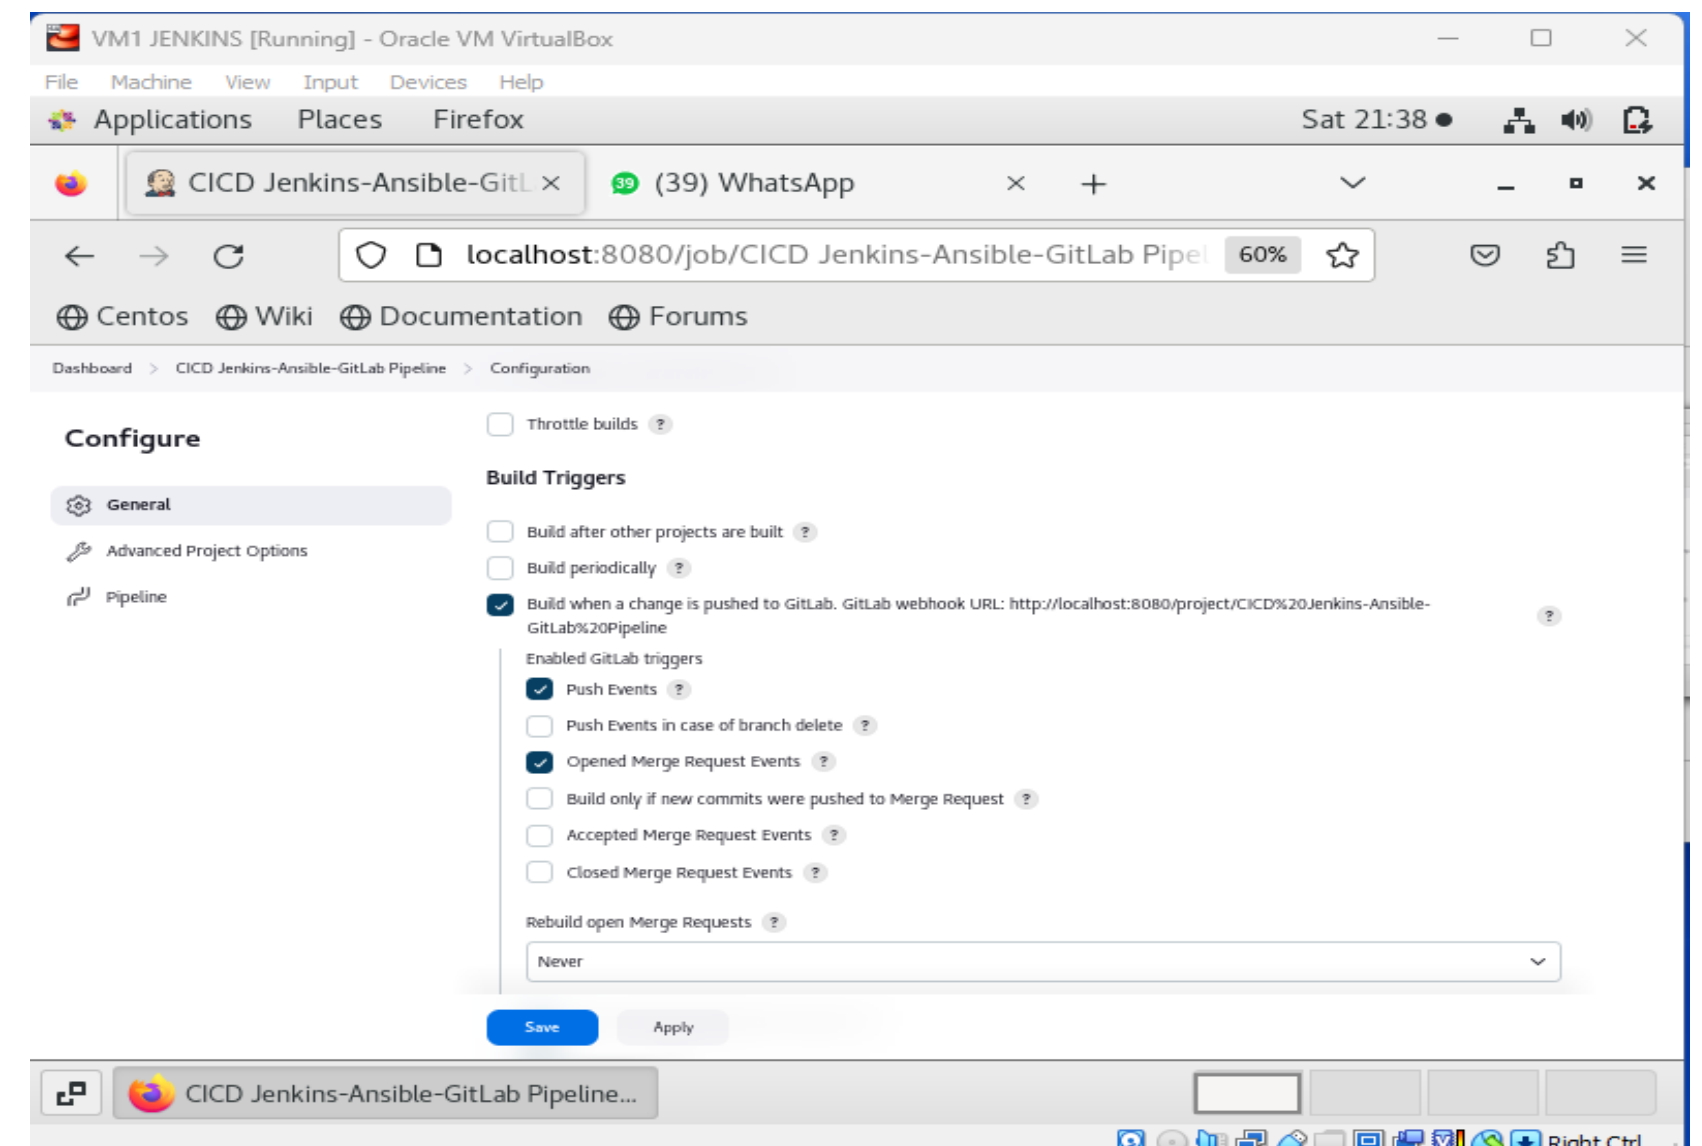 VM1 JENKINS [Running] - Oracle VM VirtualBox
File Machine View Input Devices Help
Applications Places Firefox Sat 21:38
CICD Jenkins-Ansible-GitL 39 (39) WhatsApp
localhost:8080/job/CICD Jenkins-Ansible-GitLab Pipel 60%
Centos Wiki Documentation Forums
Dashboard > CICD Jenkins-Ansible-GitLab Pipeline > Configuration
Configure
General
Advanced Project Options
Pipeline
Throttle builds ?
Build Triggers
Build after other projects are built ?
Build periodically ?
Build when a change is pushed to GitLab. GitLab webhook URL: http://localhost:8080/project/CICD%20Jenkins-Ansible-
GitLab%20Pipeline ?
Enabled GitLab triggers
Push Events ?
Push Events in case of branch delete ?
Opened Merge Request Events ?
Build only if new commits were pushed to Merge Request ?
Accepted Merge Request Events ?
Closed Merge Request Events ?
Rebuild open Merge Requests ?
Never
Save Apply
CICD Jenkins-Ansible-GitLab Pipeline...
Right Ctrl